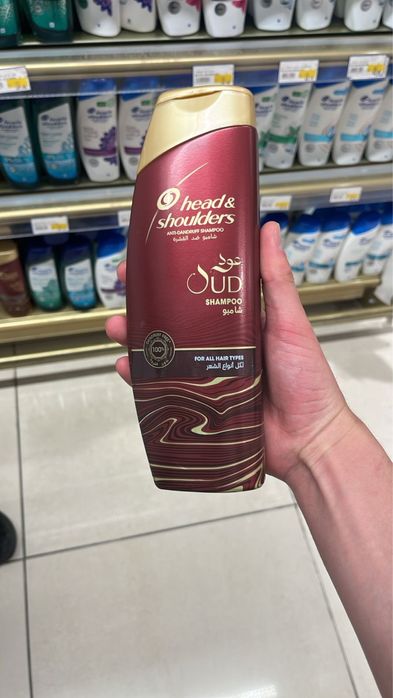 head &
shoulders
ANTI-DANDRUFF SHAMPOO
شامبو ضد القشرة
عود
OUD
SHAMPOO
شامبو
100%
FOR ALL HAIR TYPES
لكل أنواع الشعر